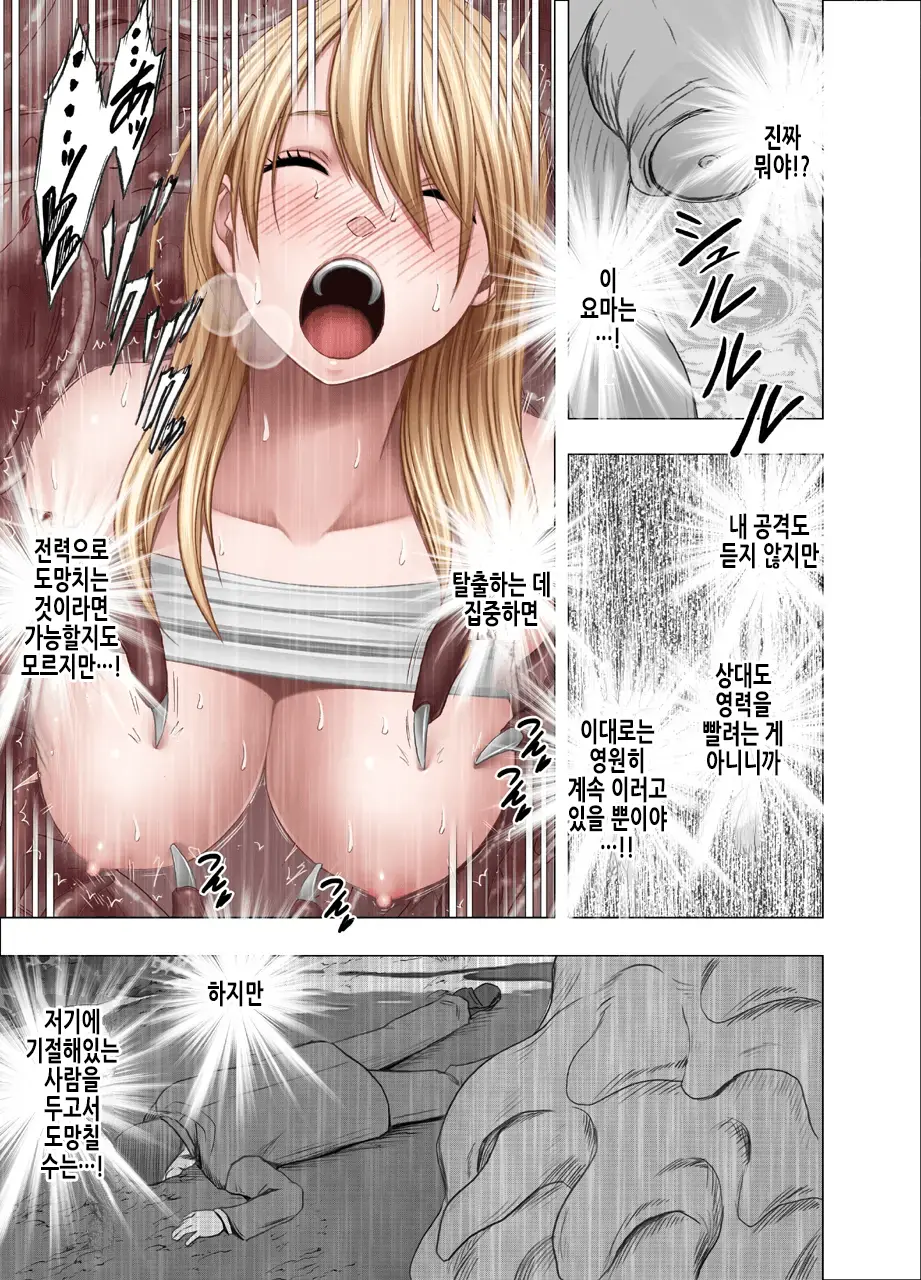 진짜
뭐야!?
이
요마는
…!
シュルルル
내 공격도
듣지 않지만
상대도
영력을
빨려는 게
아니니까
이대로는
영원히
계속 이러고
있을 뿐이야
…!!
탈출하는 데
집중하면
전력으로
도망치는
것이라면
가능할지도
모르지만…!
하지만
저기에
기절해있는
사람을
두고서
도망칠
수는…!